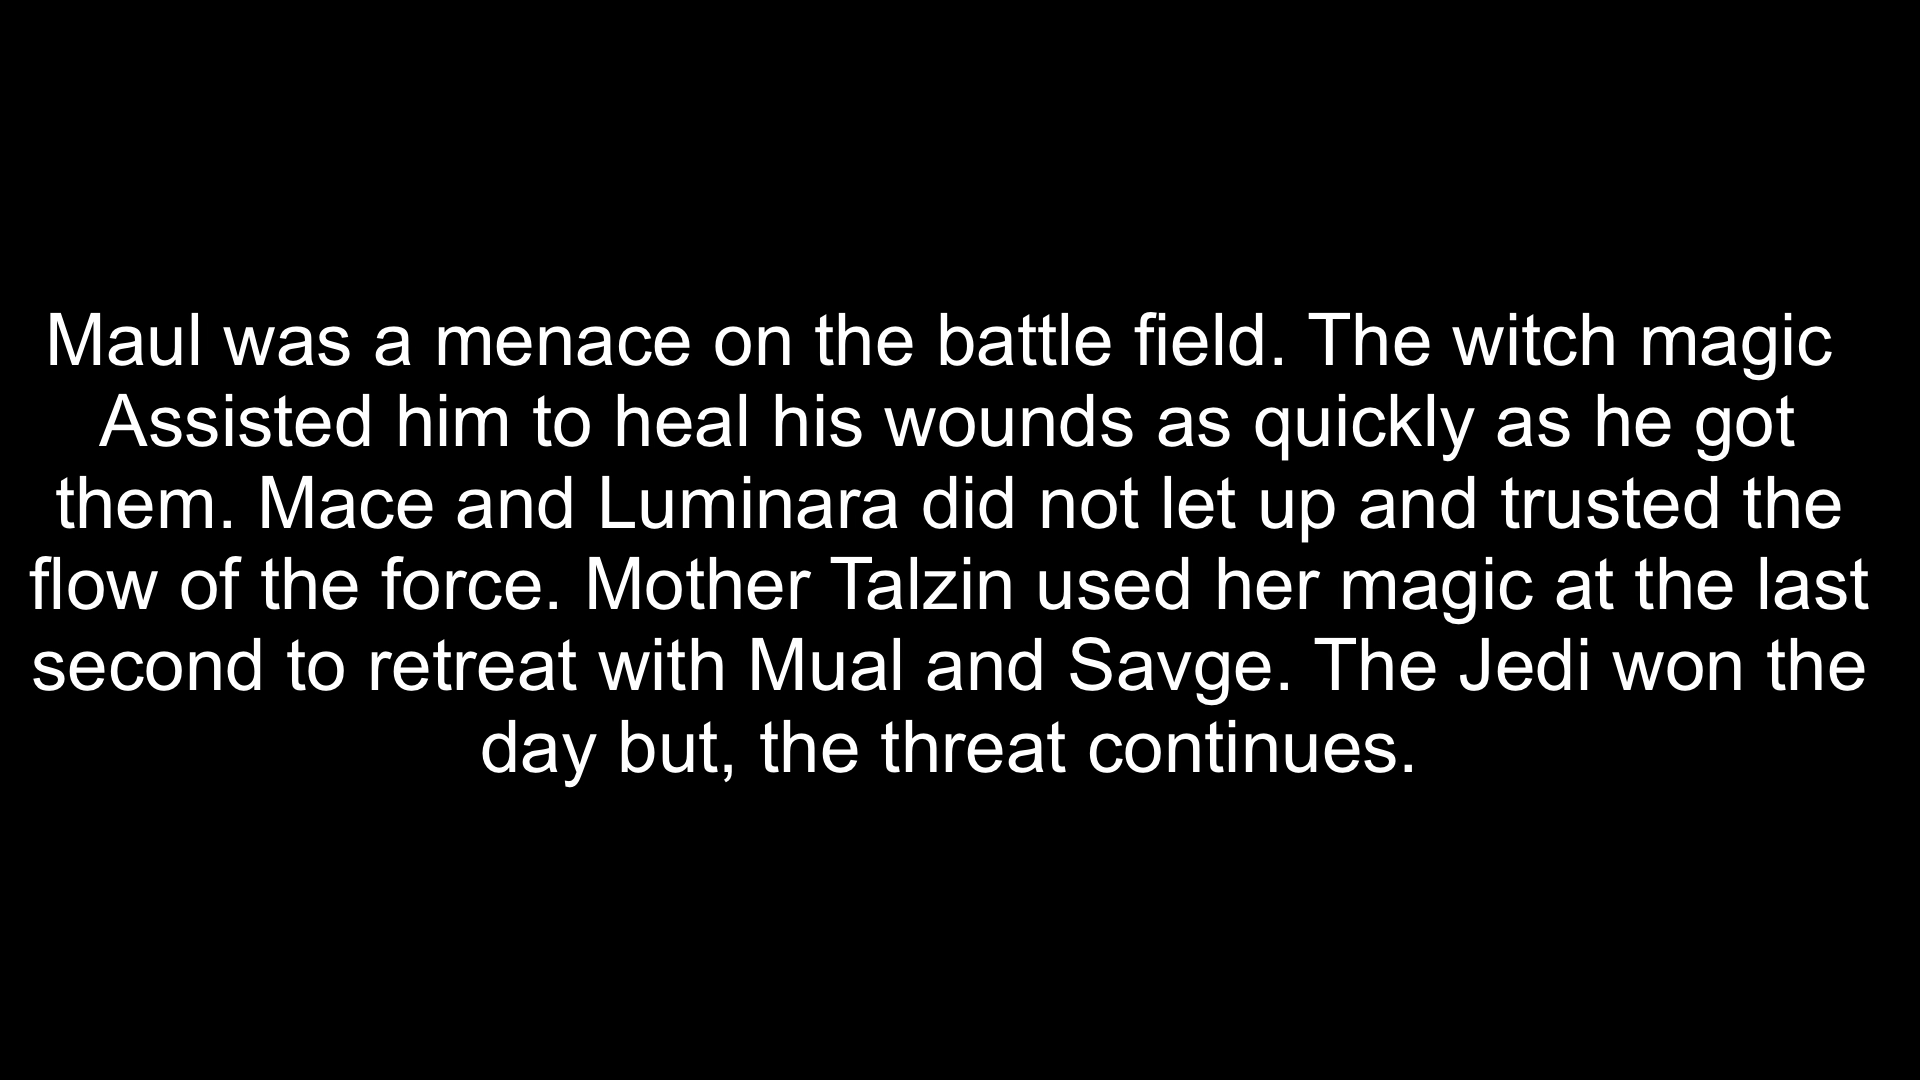 Maul was a menace on the battle field. The witch magic
Assisted him to heal his wounds as quickly as he got
them. Mace and Luminara did not let up and trusted the
flow of the force. Mother Talzin used her magic at the last
second to retreat with Mual and Savge. The Jedi won the
day but, the threat continues.